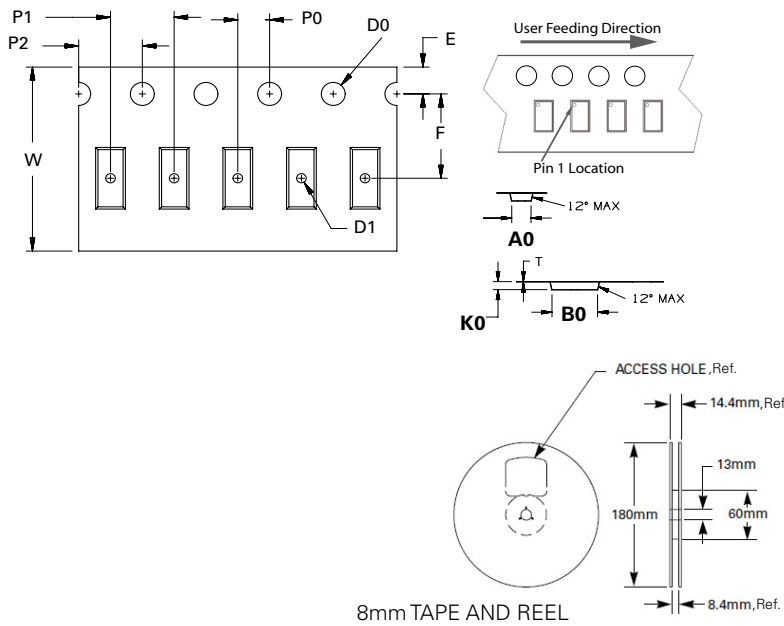 P1
P0
D0
E
P2
W
F
D1
User Feeding Direction
Pin 1 Location
12° MAX
A0
T
12° MAX
K0
B0
ACCESS HOLE,Ref.
14.4mm,Ref
13mm
180mm
60mm
8.4mm,Ref.
8mm TAPE AND REEL